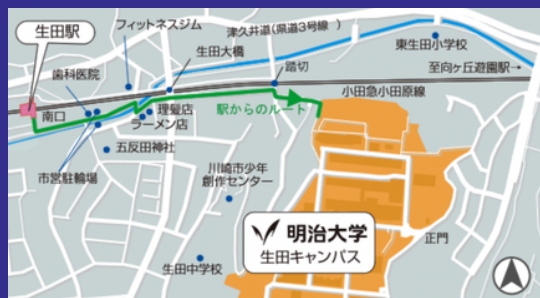 フィットネスジム
津久井道(県道3号線)
生田駅
生田大橋
東生田小学校
歯科医院
踏切
至向ヶ丘遊園駅→
小田急小田原線
南口
理髪店
駅からのルート
ラーメン店
五反田神社
川崎市少年
創作センター
市営駐輪場
明治大学
生田キャンパス
正門
生田中学校